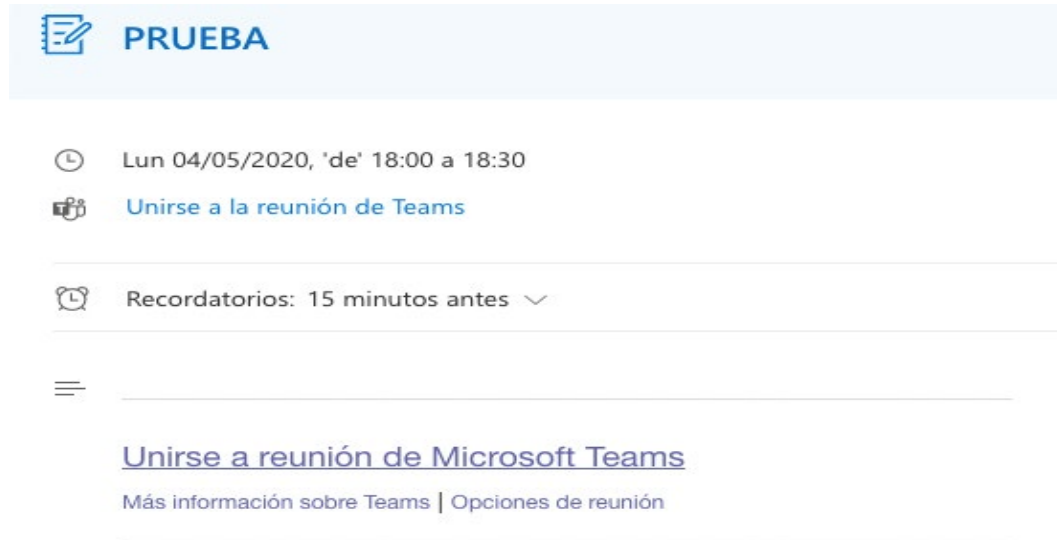 PRUEBA
Lun 04/05/2020, 'de' 18:00 a 18:30
Unirse a la reunión de Teams
Recordatorios: 15 minutos antes
Unirse a reunión de Microsoft Teams
Más información sobre Teams | Opciones de reunión